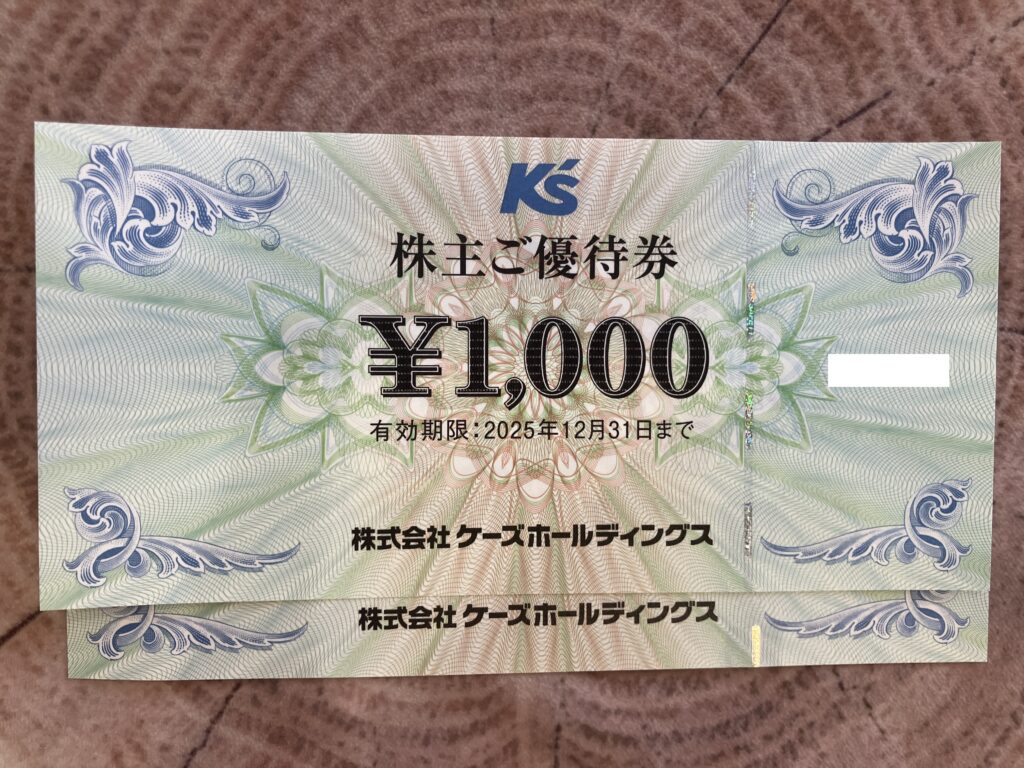 K's
株主ご優待券
¥1,000
有効期限:2025年12月31日まで
株式会社 ケーズホールディングス
株式会社 ケーズホールディングス